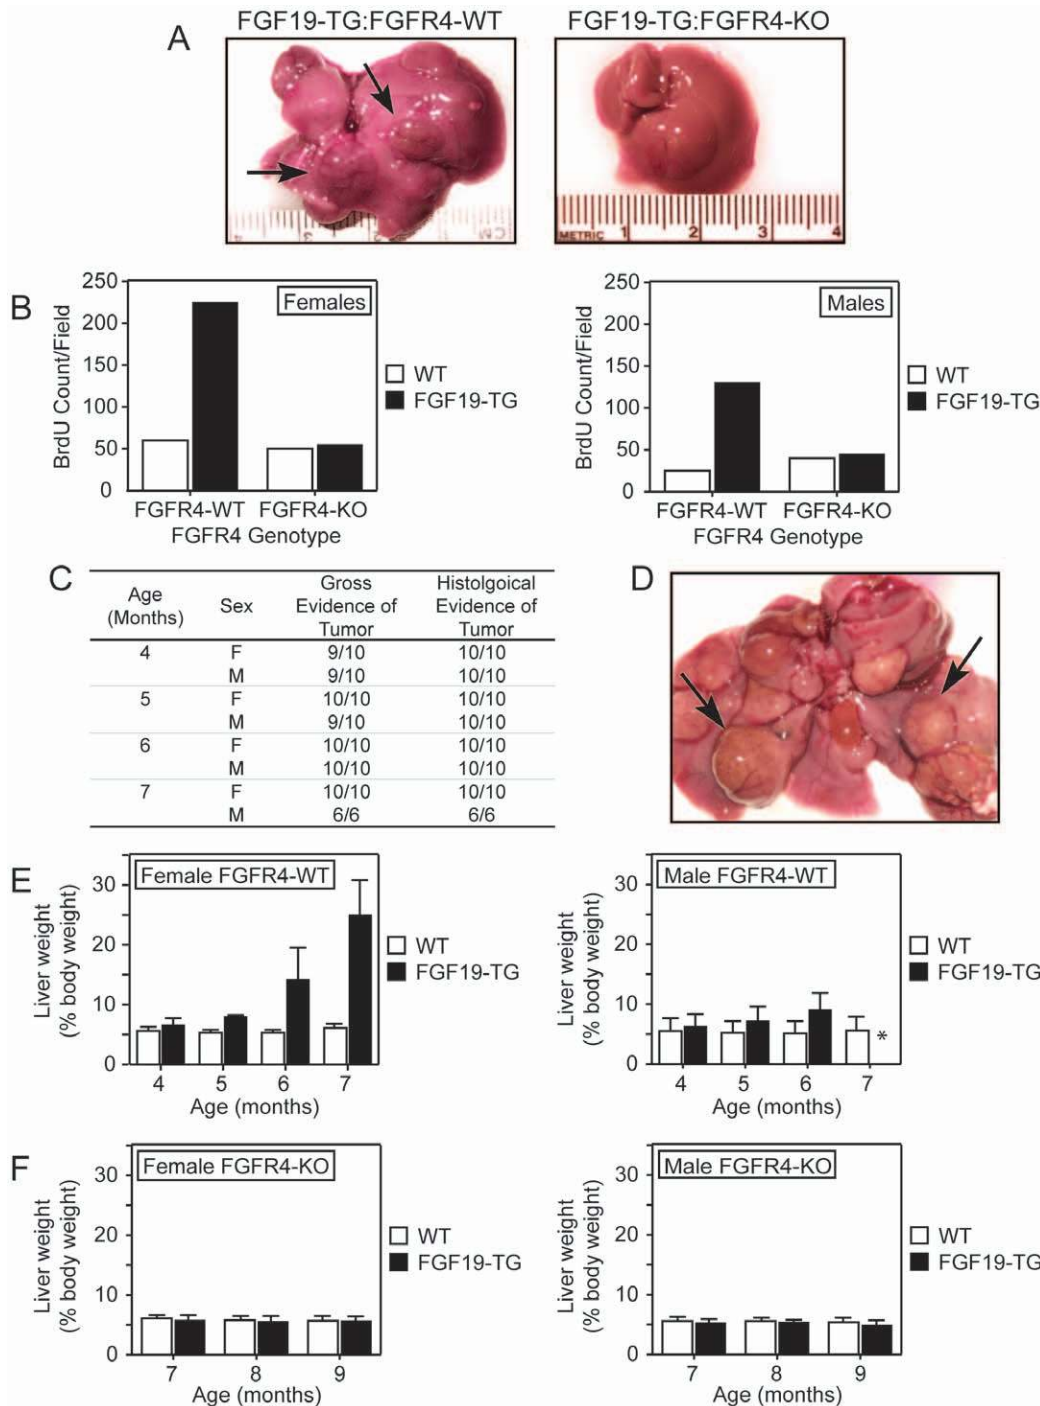 A
FGF19-TG:FGFR4-WT
FGF19-TG:FGFR4-KO
4 3 2 CM
METRIC 1 2 3 4
B
BrdU Count/Field
250
200
150
100
50
0
Females
WT
FGF19-TG
FGFR4-WT FGFR4-KO
FGFR4 Genotype
BrdU Count/Field
250
200
150
100
50
0
Males
WT
FGF19-TG
FGFR4-WT FGFR4-KO
FGFR4 Genotype
C
Age (Months) Sex Gross Evidence of Tumor Histolgoical Evidence of Tumor
4 F 9/10 10/10
M 9/10 10/10
5 F 10/10 10/10
M 9/10 10/10
6 F 10/10 10/10
M 10/10 10/10
7 F 10/10 10/10
M 6/6 6/6
D
E
Liver weight
(% body weight)
30
20
10
0
Female FGFR4-WT
WT
FGF19-TG
4 5 6 7
Age (months)
Liver weight
(% body weight)
30
20
10
0
Male FGFR4-WT
*
WT
FGF19-TG
4 5 6 7
Age (months)
F
Liver weight
(% body weight)
30
20
10
0
Female FGFR4-KO
WT
FGF19-TG
7 8 9
Age (months)
Liver weight
(% body weight)
30
20
10
0
Male FGFR4-KO
WT
FGF19-TG
7 8 9
Age (months)